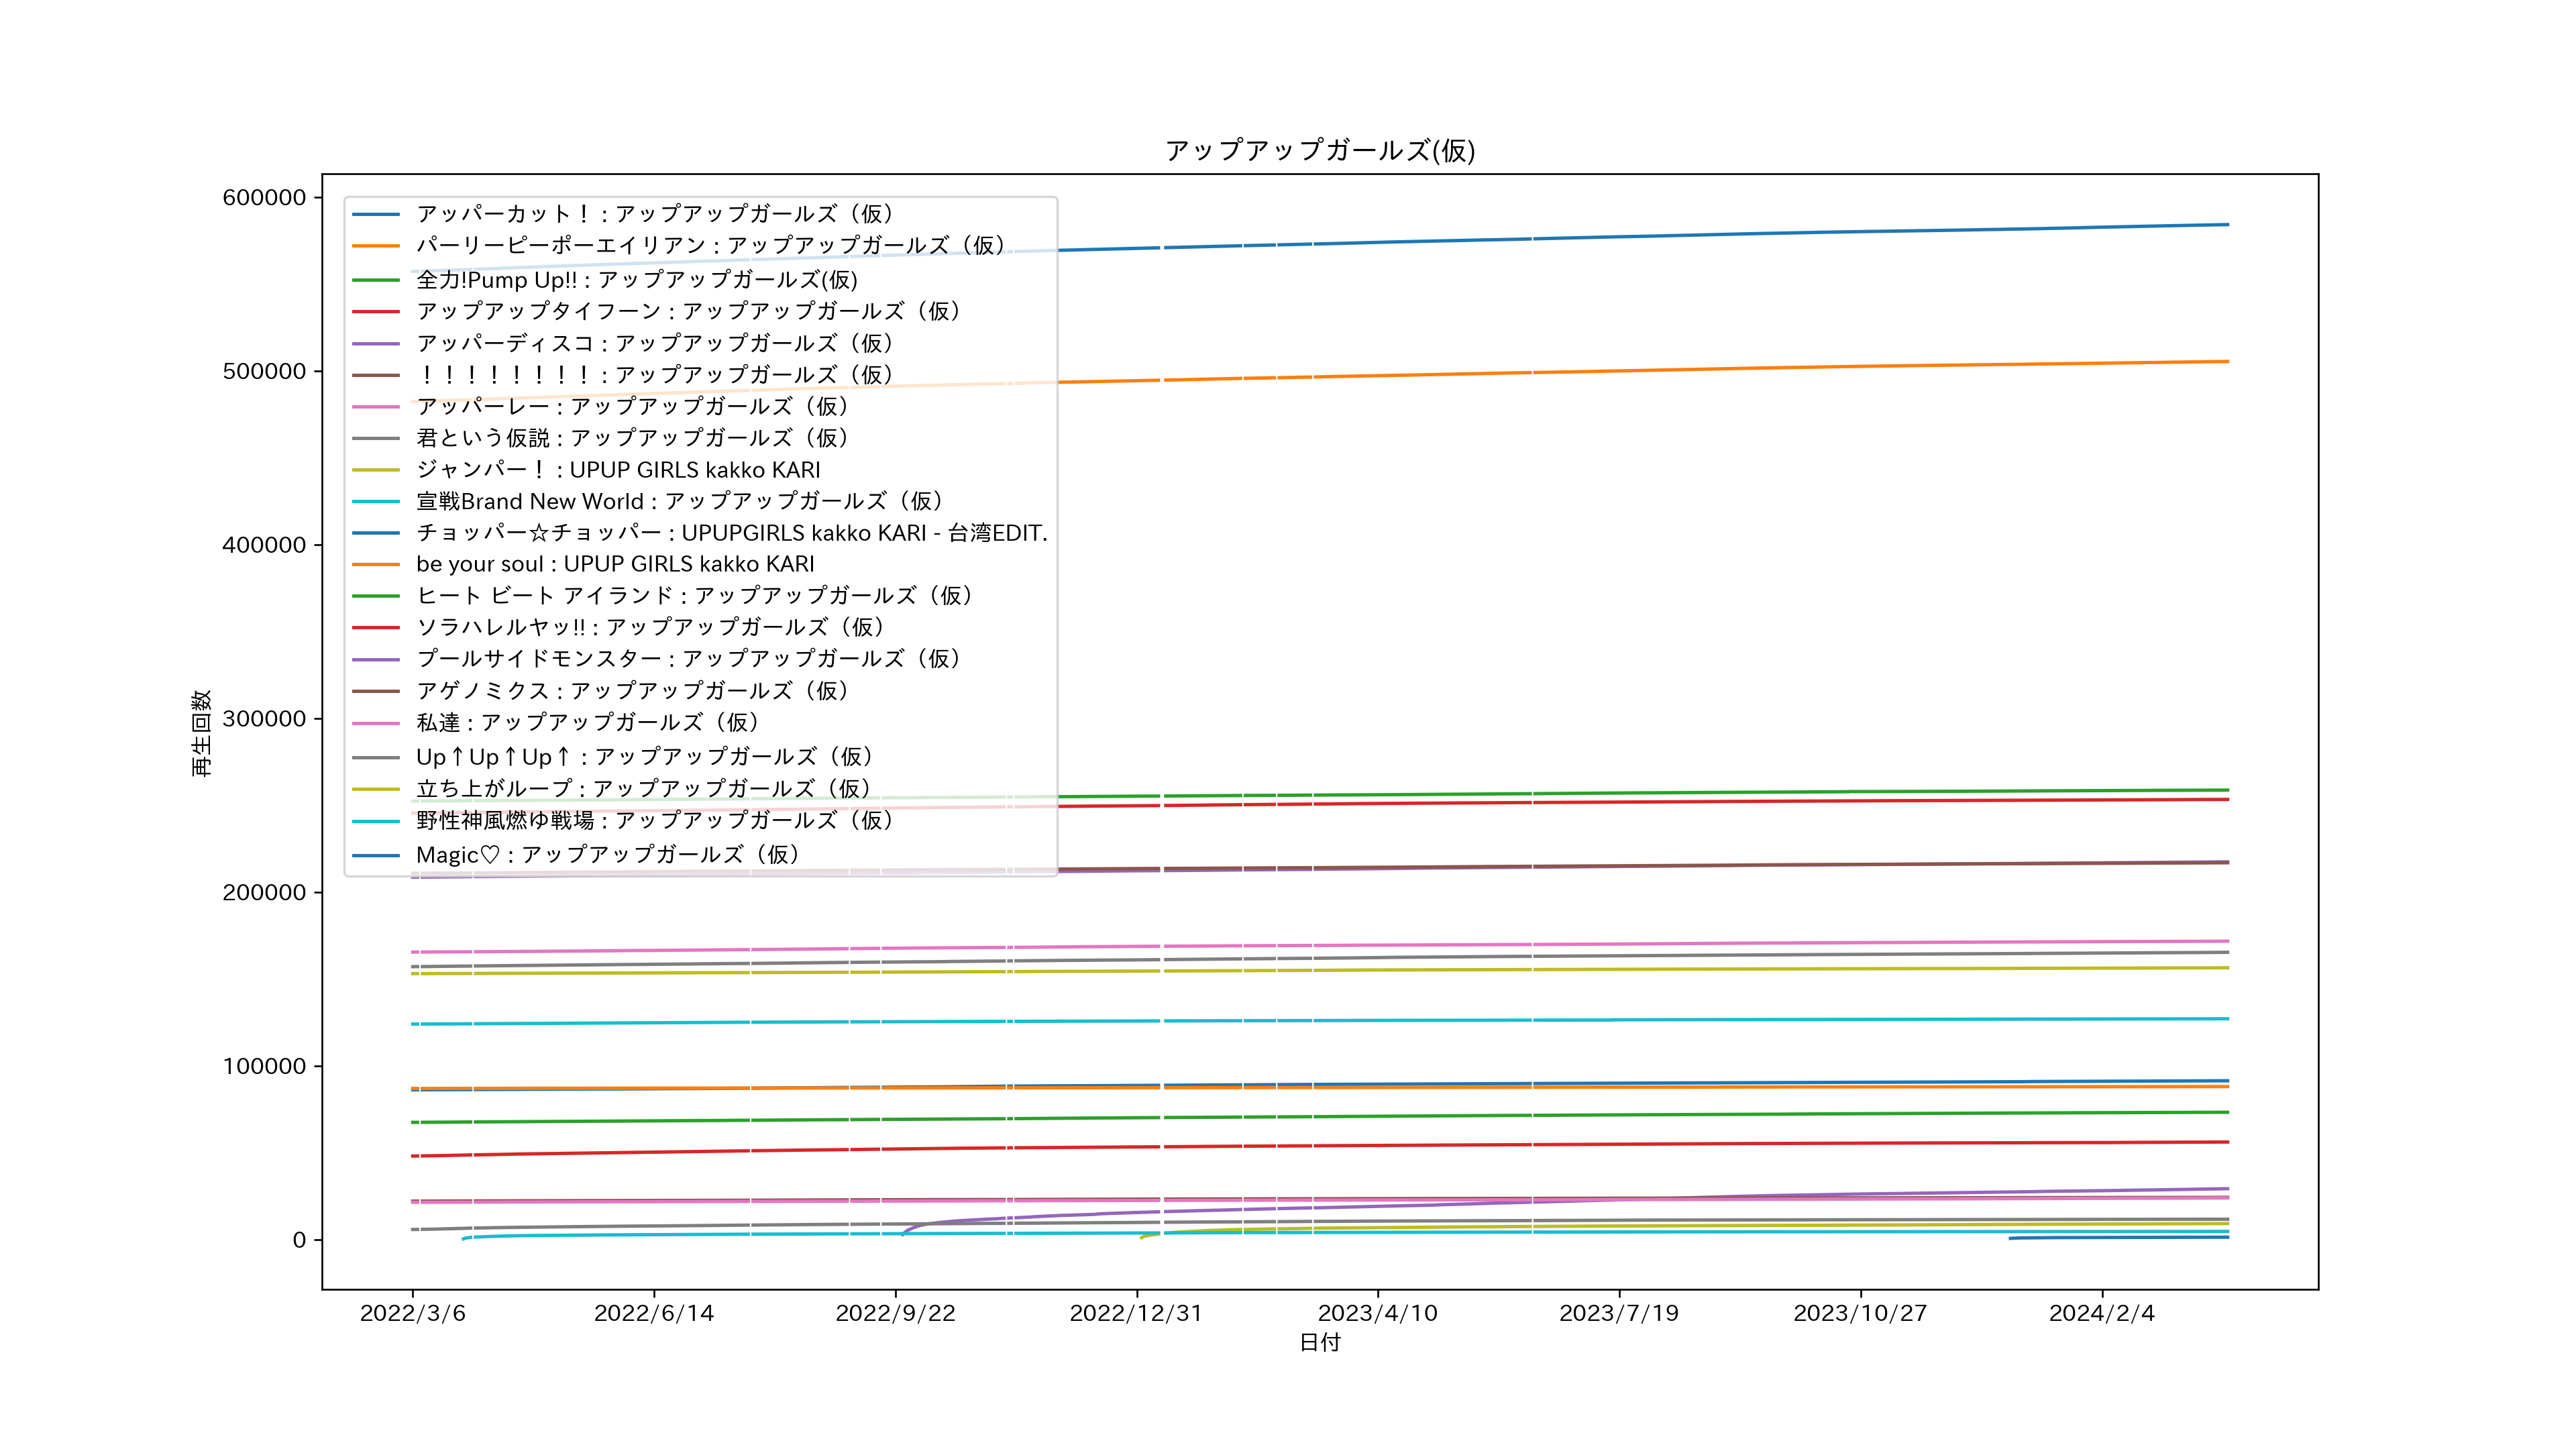 アップアップガールズ(仮)
600000
500000
400000
300000
200000
100000
0
再生回数
アッパーカット！ : アップアップガールズ（仮）
パーリーピーポーエイリアン : アップアップガールズ（仮）
全力!Pump Up!! : アップアップガールズ(仮)
アップアップタイフーン : アップアップガールズ（仮）
アッパーディスコ : アップアップガールズ（仮）
！！！！！！！！ : アップアップガールズ（仮）
アッパーレー : アップアップガールズ（仮）
君という仮説 : アップアップガールズ（仮）
ジャンパー！ : UPUP GIRLS kakko KARI
宣戦Brand New World : アップアップガールズ（仮）
チョッパー☆チョッパー : UPUPGIRLS kakko KARI - 台湾EDIT.
be your soul : UPUP GIRLS kakko KARI
ヒート ビート アイランド : アップアップガールズ（仮）
ソラハレルヤッ!! : アップアップガールズ（仮）
プールサイドモンスター : アップアップガールズ（仮）
アゲノミクス : アップアップガールズ（仮）
私達 : アップアップガールズ（仮）
Up↑Up↑Up↑ : アップアップガールズ（仮）
立ち上がループ : アップアップガールズ（仮）
野性神風燃ゆ戦場 : アップアップガールズ（仮）
Magic♡ : アップアップガールズ（仮）
2022/3/6 2022/6/14 2022/9/22 2022/12/31 2023/4/10 2023/7/19 2023/10/27 2024/2/4
日付